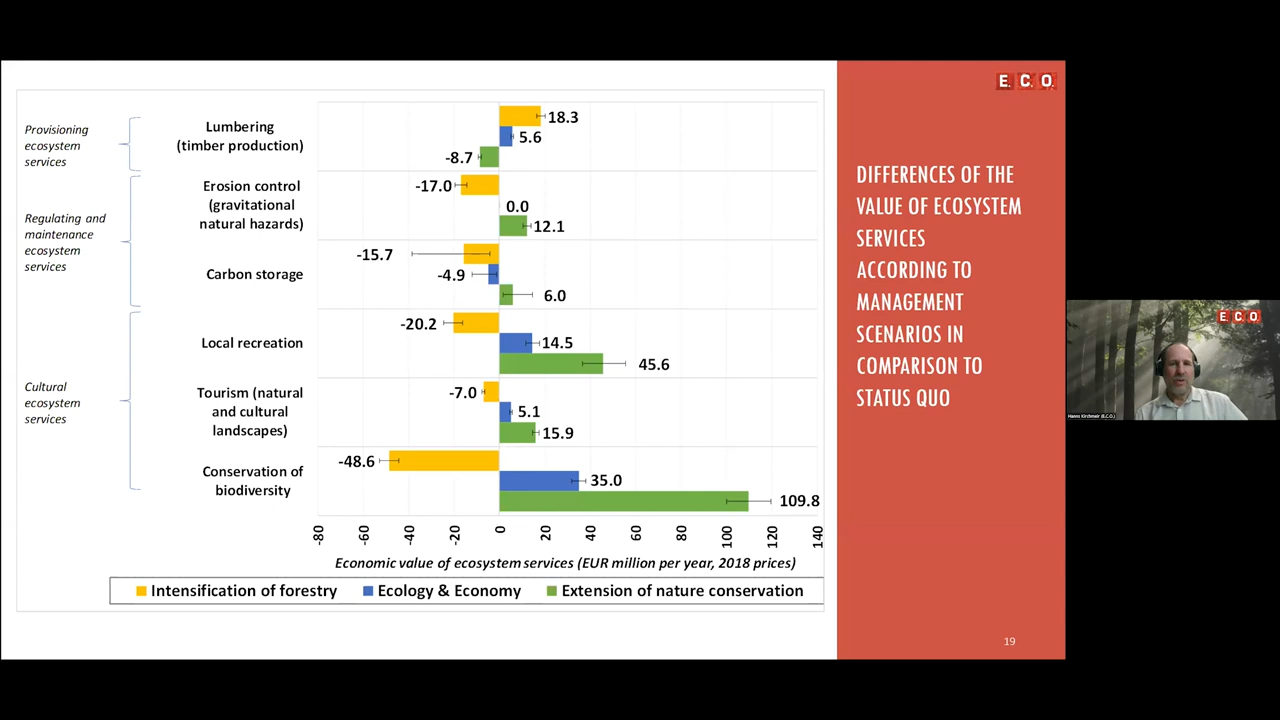 E.C.O.
Provisioning
ecosystem
services
Lumbering
(timber production)
18.3
5.6
-8.7
Regulating and
maintenance
ecosystem
services
Erosion control
(gravitational
natural hazards)
-17.0
0.0
12.1
Carbon storage
-15.7
-4.9
6.0
Cultural
ecosystem
services
Local recreation
-20.2
14.5
45.6
Tourism (natural
and cultural
landscapes)
-7.0
5.1
15.9
Conservation of
biodiversity
-48.6
35.0
109.8
-80 -60 -40 -20 0 20 40 60 80 100 120 140
Economic value of ecosystem services (EUR million per year, 2018 prices)
Intensification of forestry Ecology & Economy Extension of nature conservation
DIFFERENCES OF THE
VALUE OF ECOSYSTEM
SERVICES
ACCORDING TO
MANAGEMENT
SCENARIOS IN
COMPARISON TO
STATUS QUO
19
E.C.O.
Hanns Kirchmeir (E.C.O.)